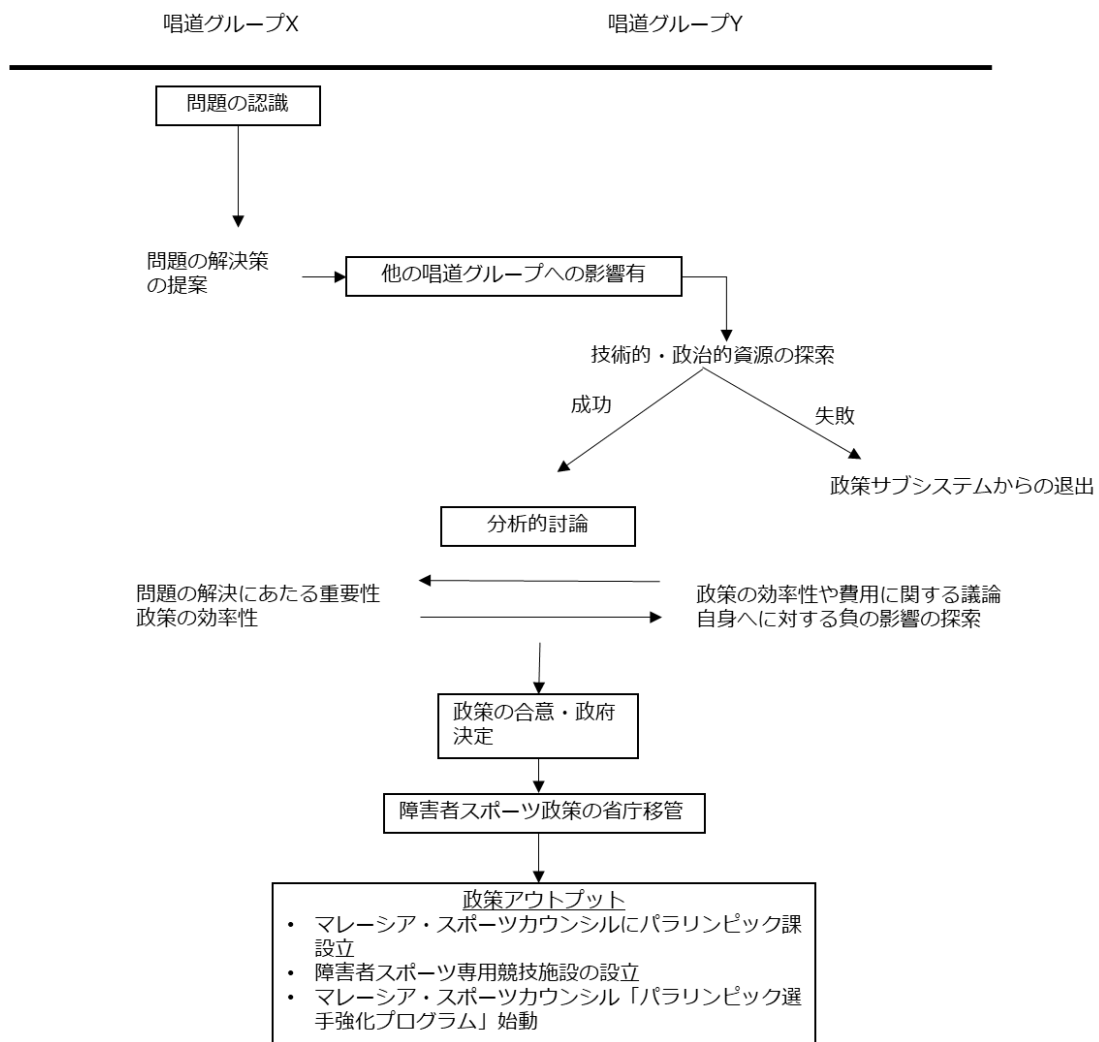 唱道グループX
唱道グループY
問題の認識
問題の解決策
の提案
他の唱道グループへの影響有
技術的・政治的資源の探索
成功
失敗
政策サブシステムからの退出
分析的討論
問題の解決にあたる重要性
政策の効率性
政策の効率性や費用に関する議論
自身へに対する負の影響の探索
政策の合意・政府
決定
障害者スポーツ政策の省庁移管
政策アウトプット
• マレーシア・スポーツカウンシルにパラリンピック課
設立
• 障害者スポーツ専用競技施設の設立
• マレーシア・スポーツカウンシル「パラリンピック選
手強化プログラム」始動